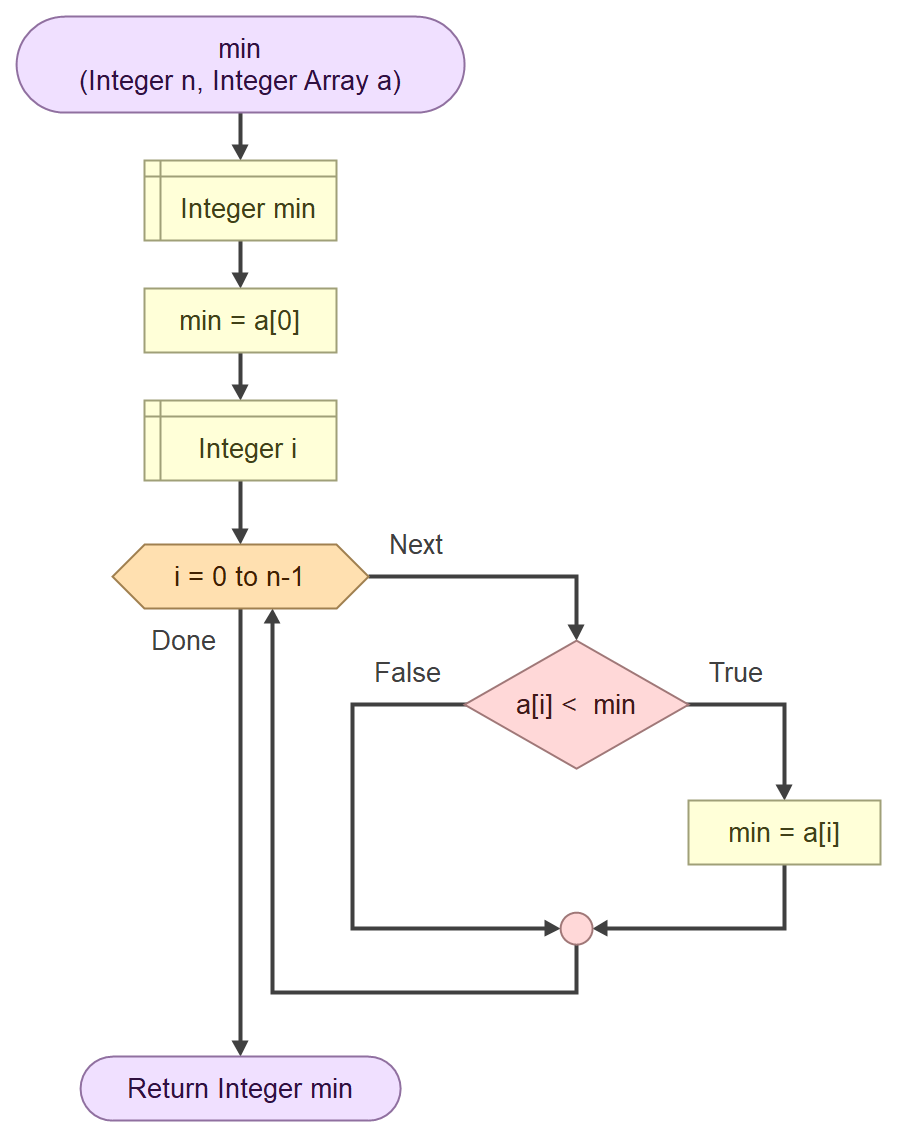 min
(Integer n, Integer Array a)
Integer min
min = a[0]
Integer i
i = 0 to n-1
Next
Done
False
True
a[i] <  min
min = a[i]
Return Integer min